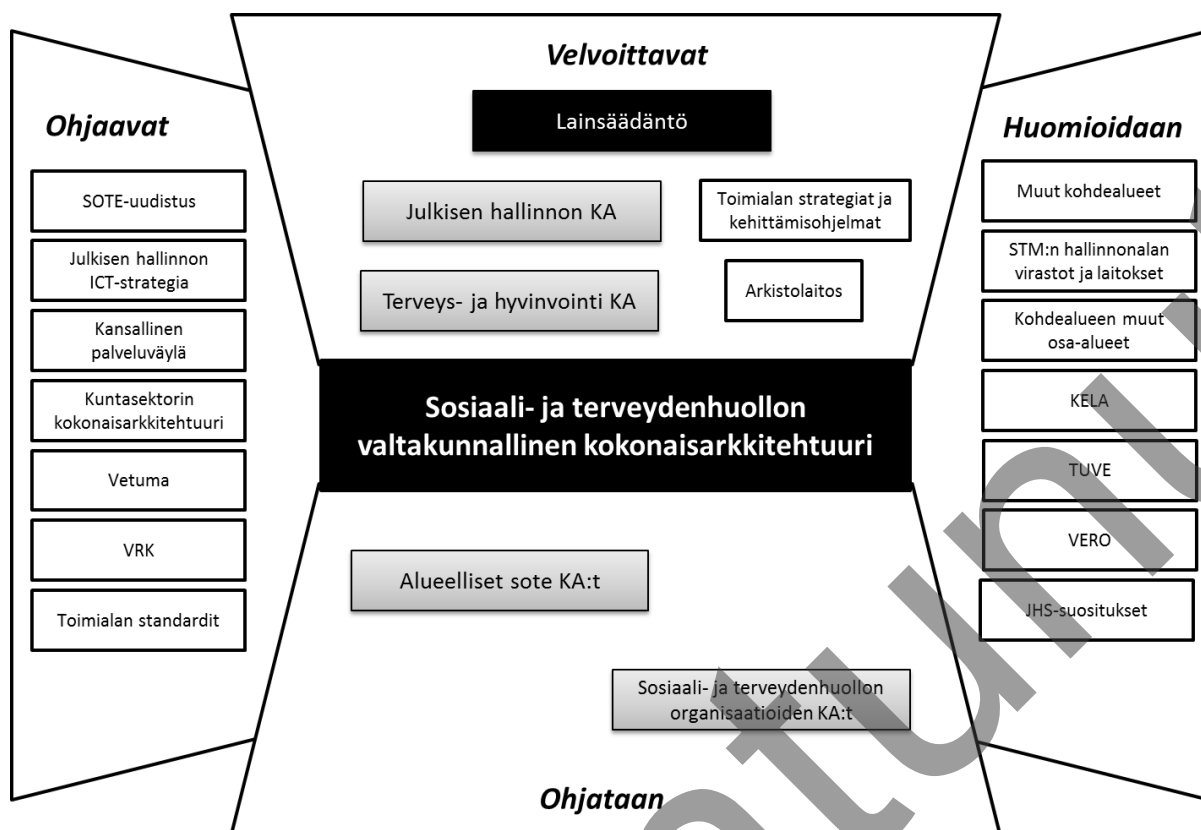 Velvoittavat
Lainsäädäntö
Julkisen hallinnon KA
Toimialan strategiat ja
kehittämisohjelmat
Terveys- ja hyvinvointi KA
Arkistolaitos
Ohjaavat
SOTE-uudistus
Julkisen hallinnon
ICT-strategia
Kansallinen
palveluväylä
Kuntasektorin
kokonaisarkkitehtuuri
Vetuma
VRK
Toimialan standardit
Sosiaali- ja terveydenhuollon
valtakunnallinen kokonaisarkkitehtuuri
Huomioidaan
Muut kohdealueet
STM:n hallinnonalan
virastot ja laitokset
Kohdealueen muut
osa-alueet
KELA
TUVE
VERO
JHS-suositukset
Alueelliset sote KA:t
Sosiaali- ja terveydenhuollon
organisaatioiden KA:t
Ohjataan